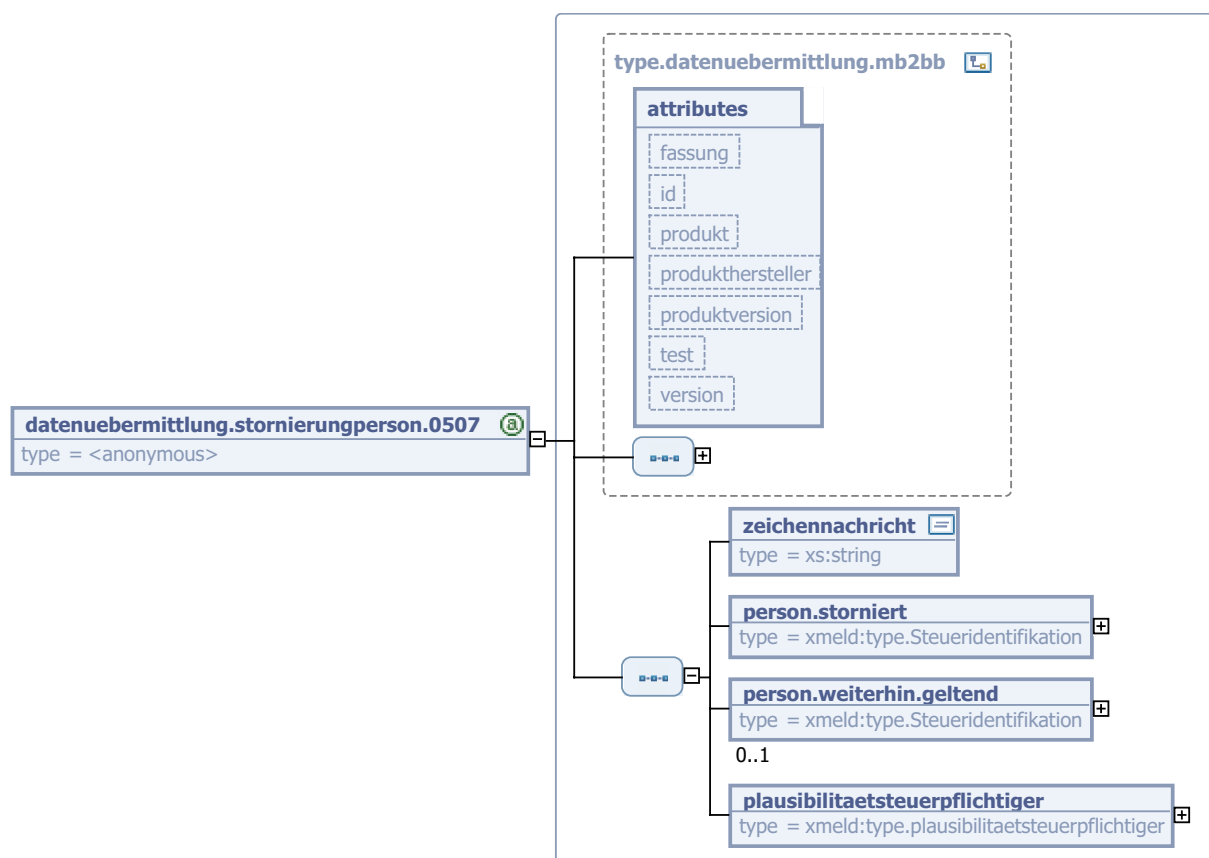 type.datenuebermittlung.mb2bb
attributes
fassung
id
produkt
produkthersteller
produktversion
test
version
datenuebermittlung.stornierungperson.0507 a
type = <anonymous>
zeichennachricht
type = xs:string
person.storniert
type = xmeld:type.Steueridentifikation
person.weiterhin.geltend
type = xmeld:type.Steueridentifikation
0..1
plausibilitaetsteuerpflichtiger
type = xmeld:type.plausibilitaetsteuerpflichtiger